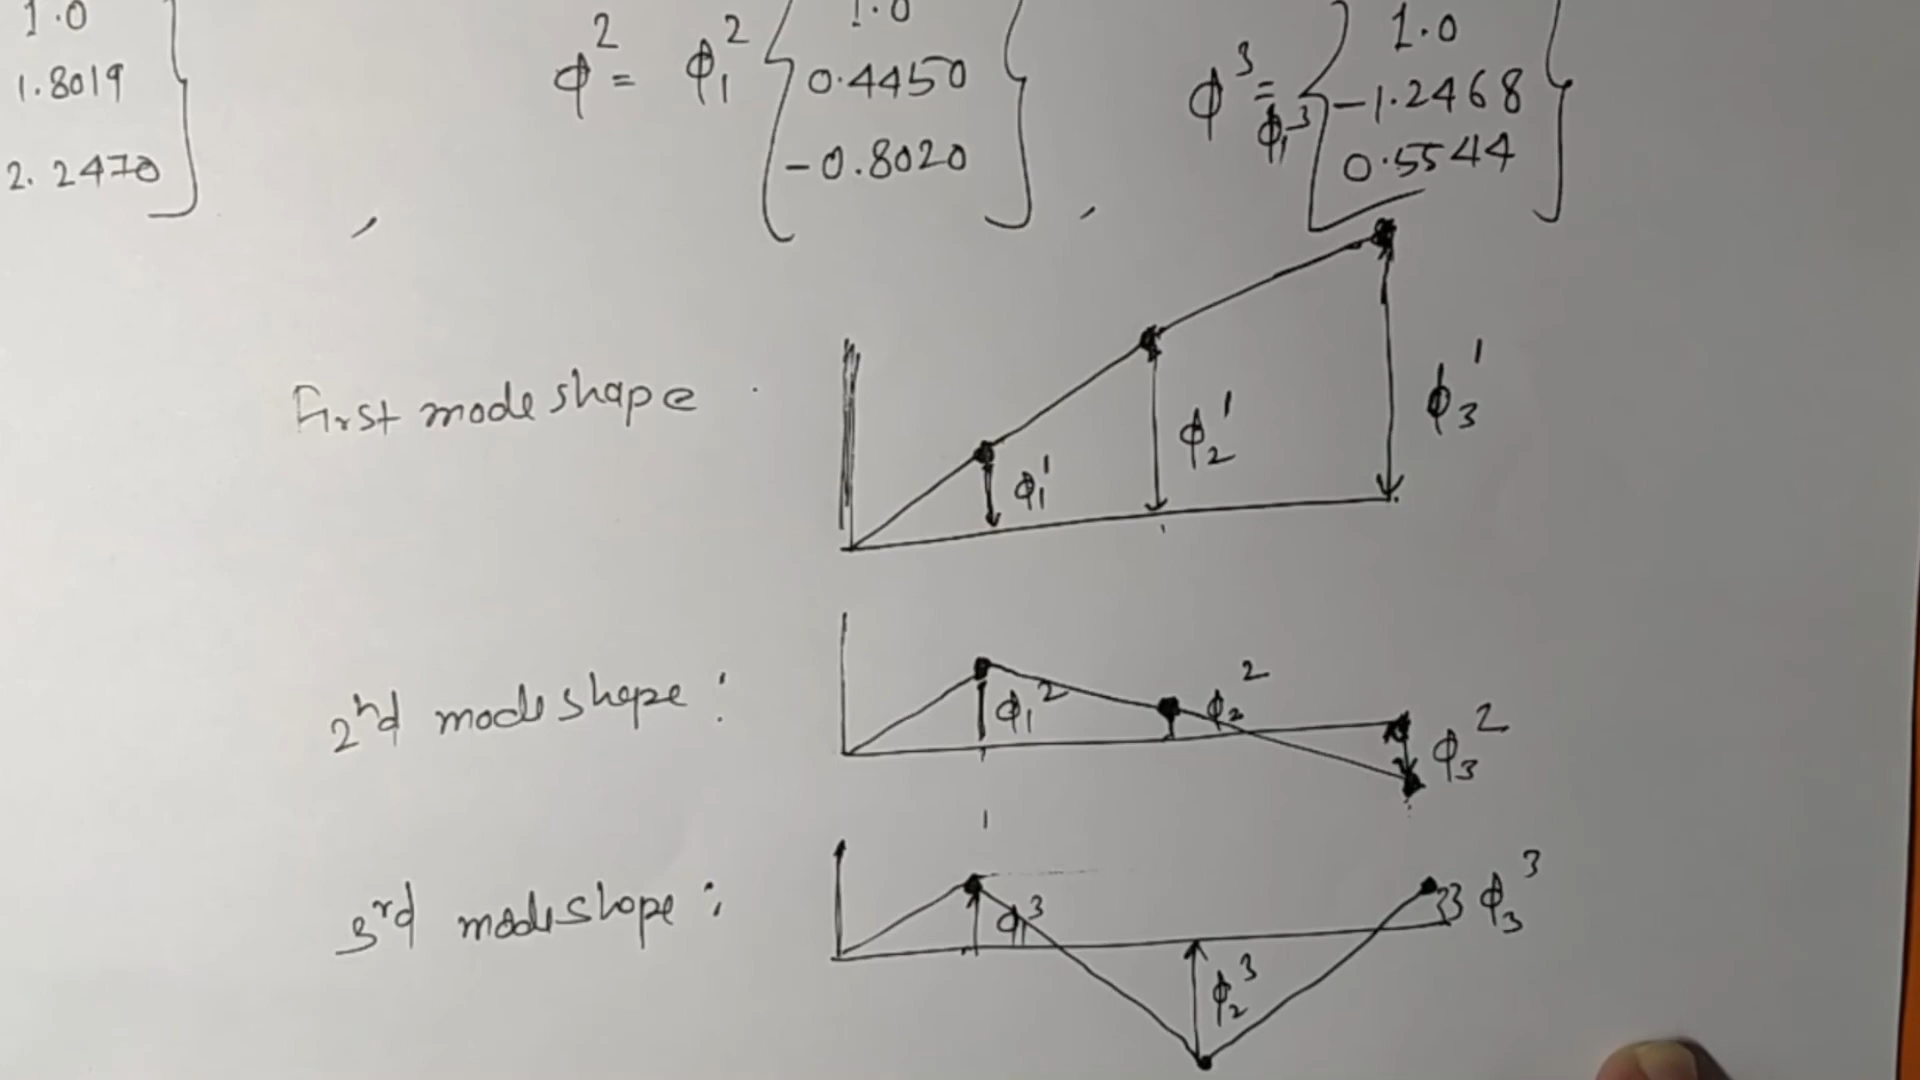 1.0
1.8019
2.2470
ϕ² = ϕ₁² { 1.0
0.4450
-0.8020 } ,
ϕ³ = ϕ₁³ { 1.0
-1.2468
0.5544 }
First mode shape
ϕ₁¹
ϕ₂¹
ϕ₃¹
2nd mode shape :
ϕ₁²
ϕ₂²
ϕ₃²
3rd mode shope :
ϕ₁³
ϕ₂³
ϕ₃³